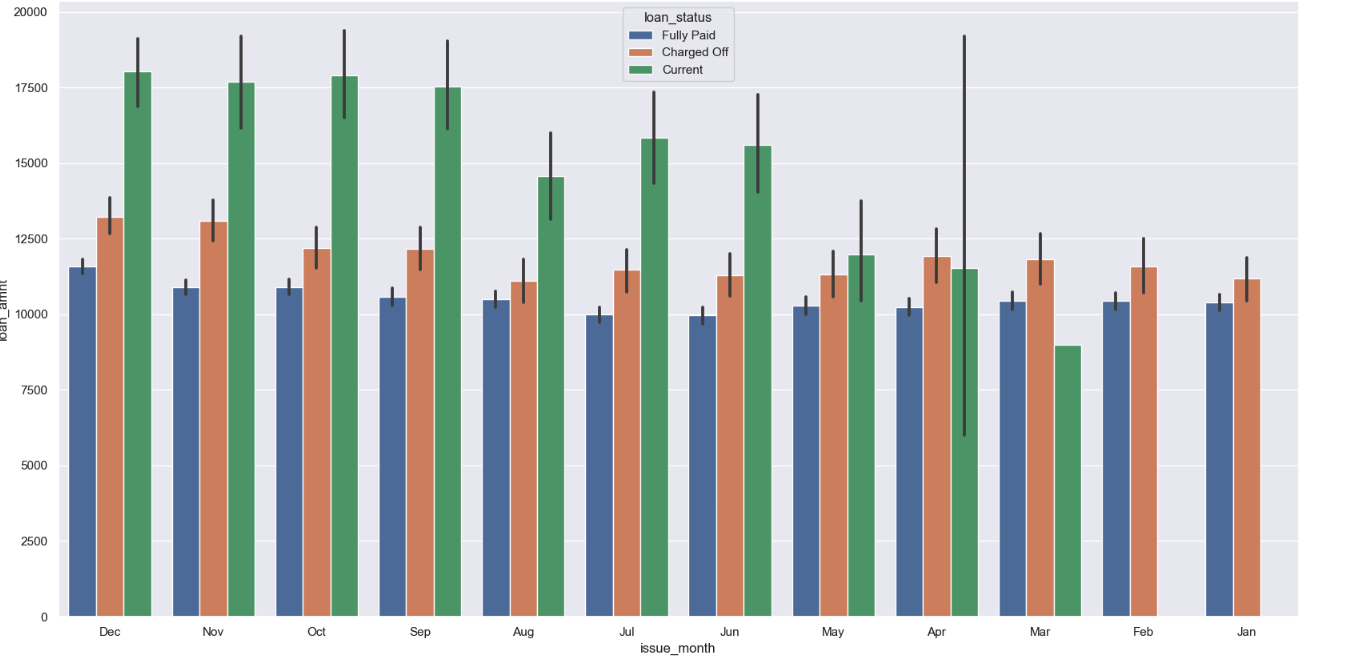 20000
17500
15000
12500
10000
7500
5000
2500
0
loan_amnt
loan_status
Fully Paid
Charged Off
Current
Dec Nov Oct Sep Aug Jul Jun May Apr Mar Feb Jan
issue_month